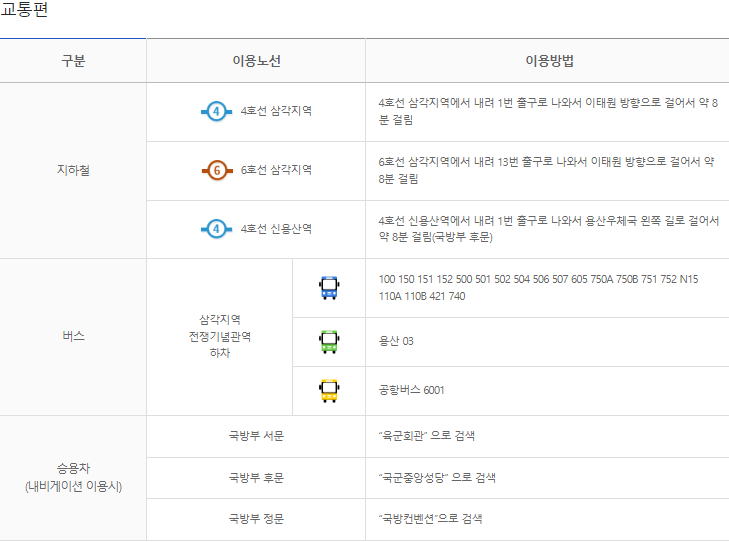 교통편
구분 이용노선 이용방법
지하철
4 4호선 삼각지역
4호선 삼각지역에서 내려 1번 출구로 나와서 이태원 방향으로 걸어서 약 8
분 걸림
6 6호선 삼각지역
6호선 삼각지역에서 내려 13번 출구로 나와서 이태원 방향으로 걸어서 약
8분 걸림
4 4호선 신용산역
4호선 신용산역에서 내려 1번 출구로 나와서 용산우체국 왼쪽 길로 걸어서
약 8분 걸림(국방부 후문)
버스
삼각지역
전쟁기념관역
하차
100 150 151 152 500 501 502 504 506 507 605 750A 750B 751 752 N15
110A 110B 421 740
용산 03
공항버스 6001
승용차
(내비게이션 이용시)
국방부 서문 “육군회관” 으로 검색
국방부 후문 “국군중앙성당” 으로 검색
국방부 정문 “국방컨벤션”으로 검색